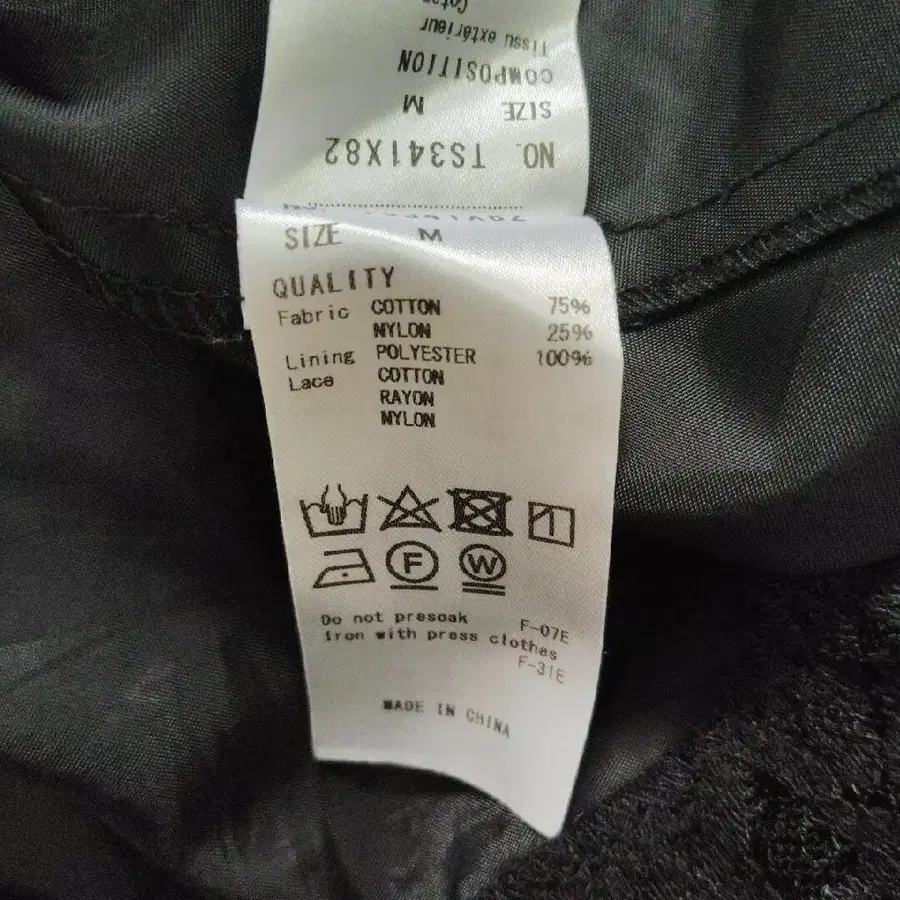 NO. TS341X82
SIZE M
COMPOSITION
Tissu extérieur
SIZE M
QUALITY
Fabric COTTON 75%
NYLON 25%
Lining POLYESTER 100%
Lace COTTON
RAYON
NYLON
F W
Do not presoak F-07E
Iron with press clothes
F-31E
MADE IN CHINA